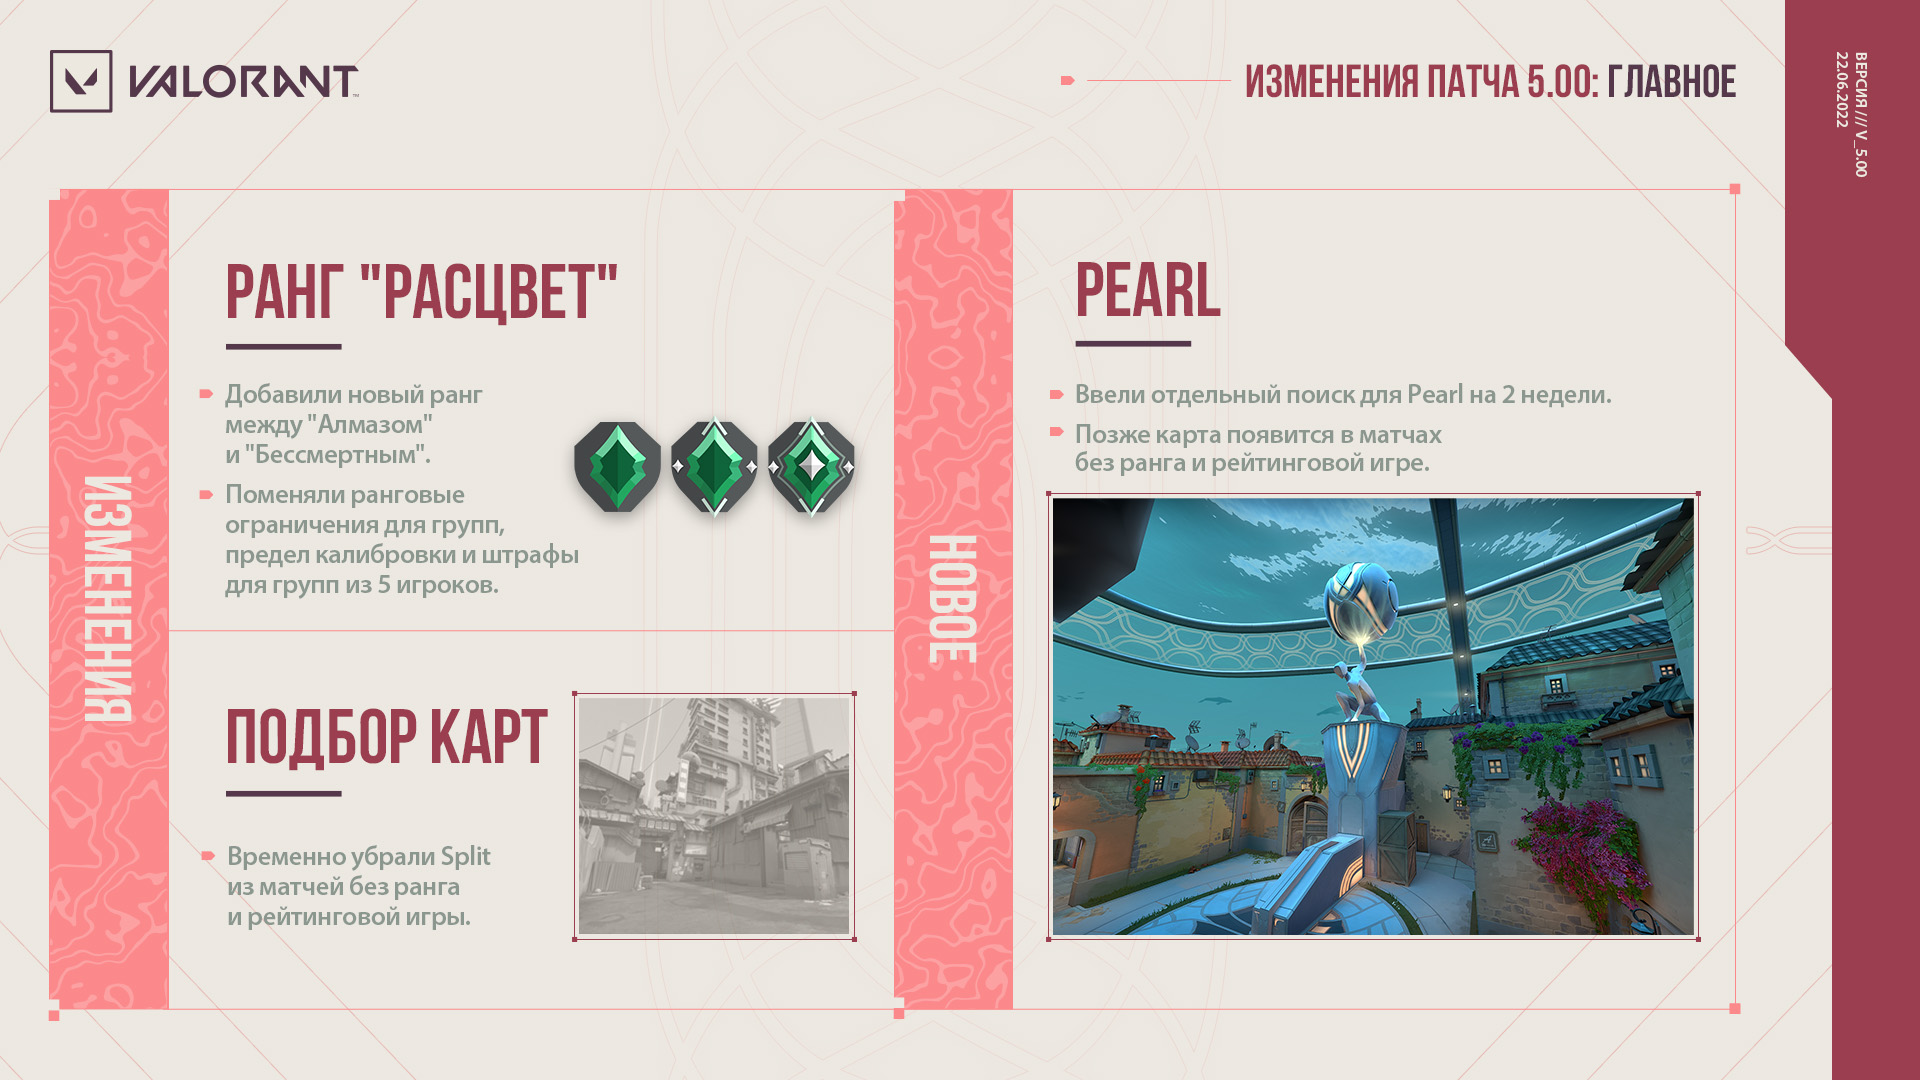 VALORANT
ИЗМЕНЕНИЯ ПАТЧА 5.00: ГЛАВНОЕ
ВЕРСИЯ /// V_5.00
22.06.2022
ИЗМЕНЕНИЯ
РАНГ "РАСЦВЕТ"
Добавили новый ранг
между "Алмазом"
и "Бессмертным".
Поменяли ранговые
ограничения для групп,
предел калибровки и штрафы
для групп из 5 игроков.
ПОДБОР КАРТ
Временно убрали Split
из матчей без ранга
и рейтинговой игры.
НОВОЕ
PEARL
Ввели отдельный поиск для Pearl на 2 недели.
Позже карта появится в матчах
без ранга и рейтинговой игре.